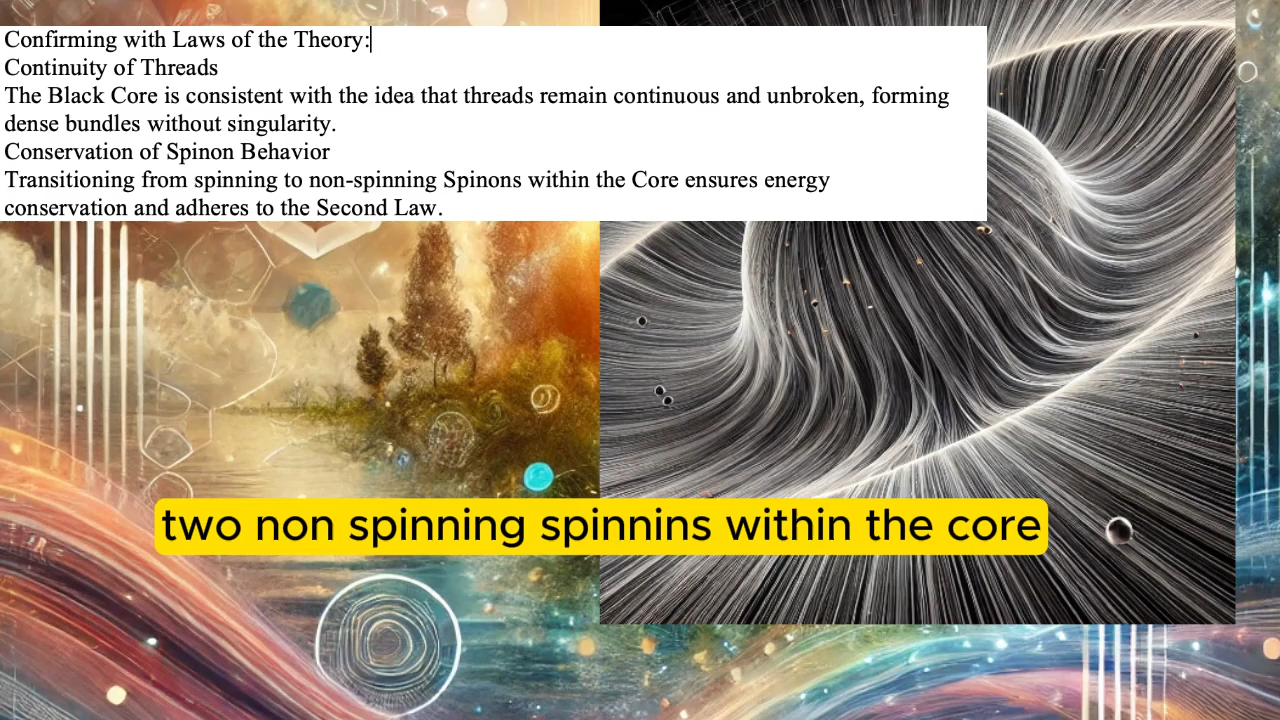 Confirming with Laws of the Theory:
Continuity of Threads
The Black Core is consistent with the idea that threads remain continuous and unbroken, forming
dense bundles without singularity.
Conservation of Spinon Behavior
Transitioning from spinning to non-spinning Spinons within the Core ensures energy
conservation and adheres to the Second Law.
two non spinning spinnins within the core